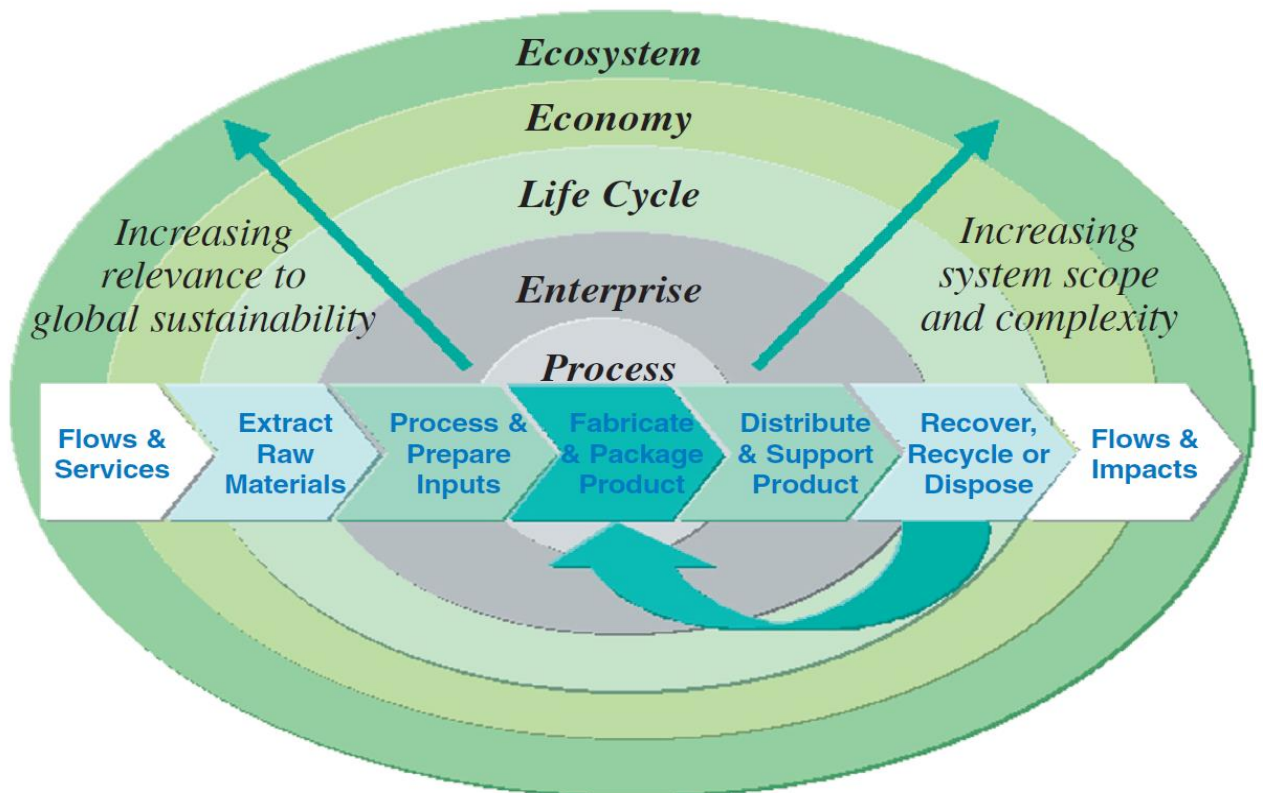 Ecosystem
Economy
Life Cycle
Enterprise
Process
Increasing
relevance to
global sustainability
Increasing
system scope
and complexity
Flows &
Services
Extract
Raw
Materials
Process &
Prepare
Inputs
Fabricate
& Package
Product
Distribute
& Support
Product
Recover,
Recycle or
Dispose
Flows &
Impacts